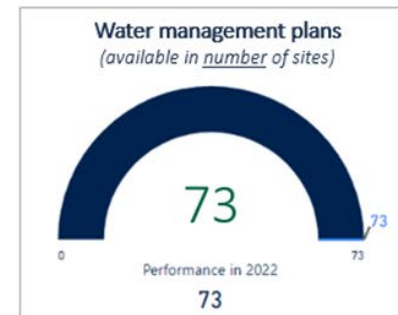 Water management plans
(available in number of sites)
73
73
0
73
Performance in 2022
73